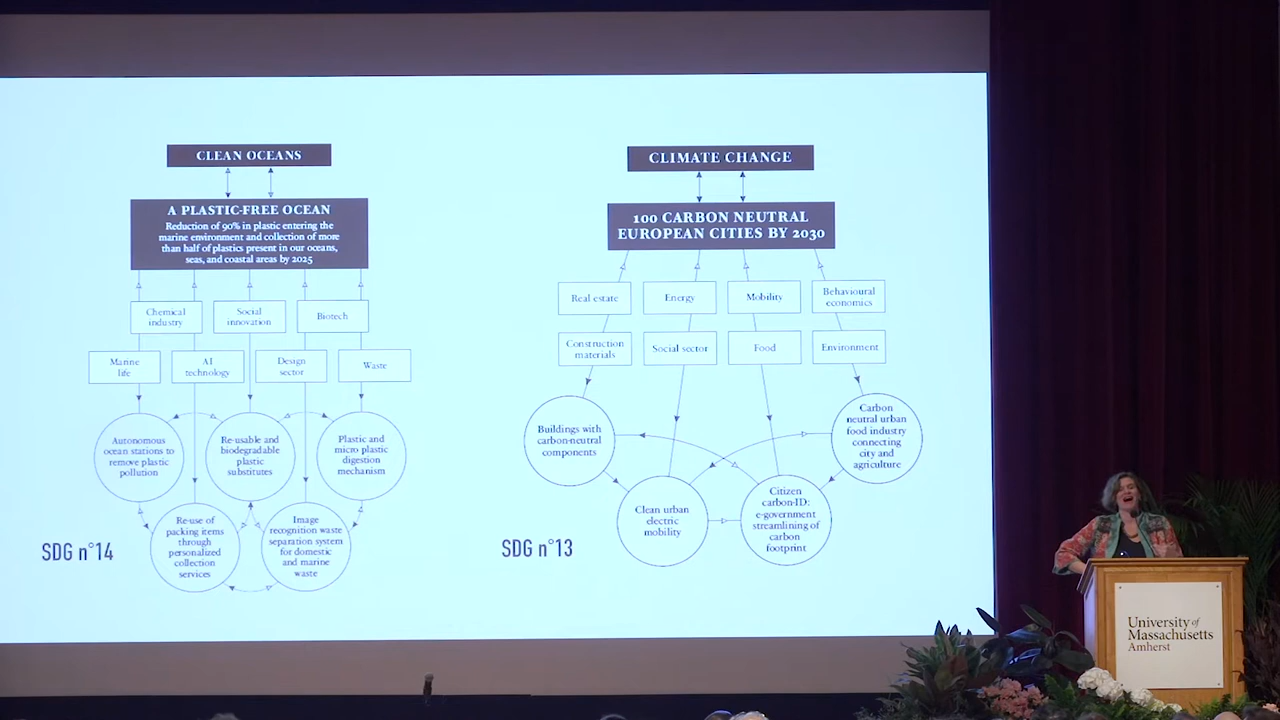 CLEAN OCEANS
A PLASTIC-FREE OCEAN
Reduction of 90% in plastic entering the
marine environment and collection of more
than half of plastics present in our oceans,
seas, and coastal areas by 2025
Chemical
industry
Social
innovation
Biotech
Marine
life
AI
technology
Design
sector
Waste
Autonomous
ocean stations to
remove plastic
pollution
Re-usable and
biodegradable
plastic
substitutes
Plastic and
micro plastic
digestion
mechanism
Re-use of
packing items
through
personalized
collection
services
Image
recognition waste
separation system
for domestic
and marine
waste
SDG n°14
CLIMATE CHANGE
100 CARBON NEUTRAL
EUROPEAN CITIES BY 2030
Real estate
Energy
Mobility
Behavioural
economics
Construction
materials
Social sector
Food
Environment
Buildings with
carbon-neutral
components
Carbon
neutral urban
food industry
connecting
city and
agriculture
Clean urban
electric
mobility
Citizen
carbon-ID:
e-government
streamlining of
carbon
footprint
SDG n°13
University of
Massachusetts
Amherst